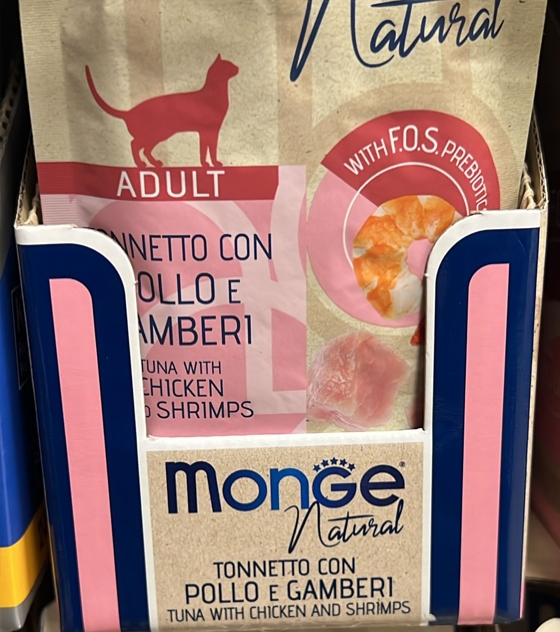 Natural
ADULT
WITH F.O.S. PREBIOTIC
NNETTO CON
OLLO E
AMBERI
TUNA WITH
CHICKEN
SHRIMPS
Monge
Natural
TONNETTO CON
POLLO E GAMBERI
TUNA WITH CHICKEN AND SHRIMPS